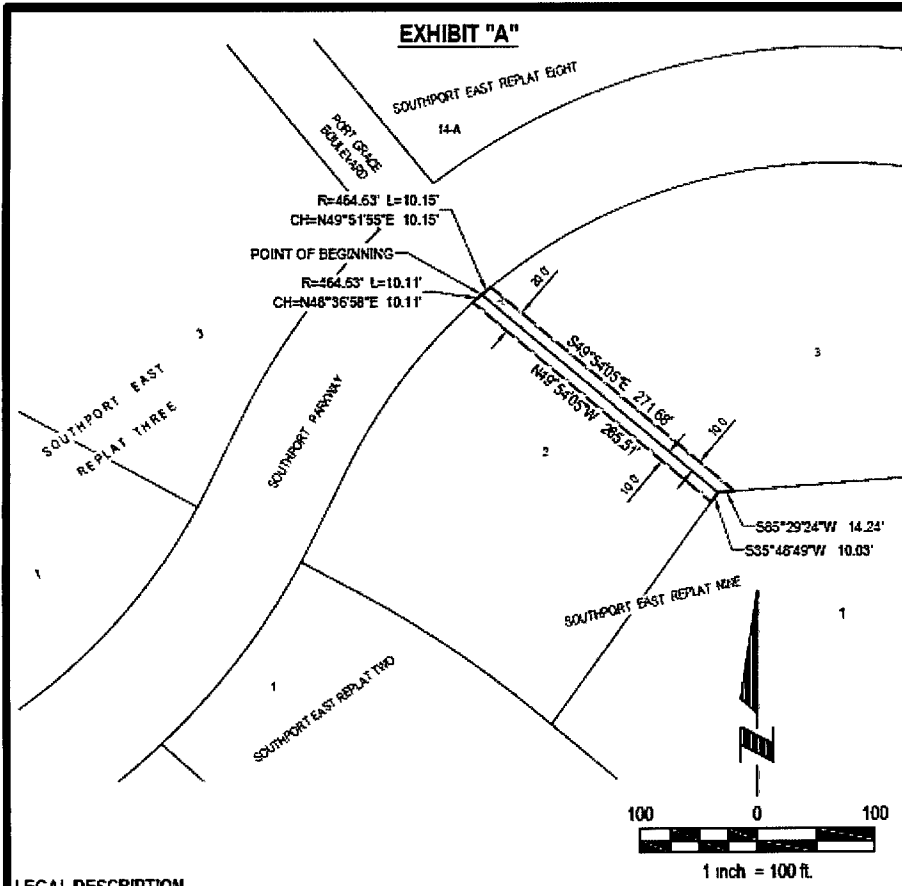 EXHIBIT "A"
SOUTHPORT EAST REPLAT EIGHT
14-A
PORT GRACE
BOULEVARD
R=464.63' L=10.15'
CH=N49°51'55"E 10.15'
POINT OF BEGINNING
R=464.63' L=10.11'
CH=N48°36'58"E 10.11'
20.0'
S49°54'05"E 271.68'
N49°54'05"W 265.51'
10.0'
10.0'
3
3
SOUTHPORT EAST
REPLAT THREE
SOUTHPORT PARKWAY
2
S85°29'24"W 14.24'
S35°48'49"W 10.03'
SOUTHPORT EAST REPLAT NINE
1
1
1
SOUTHPORT EAST REPLAT TWO
100 0 100
1 inch = 100 ft.
LEGAL DESCRIPTION